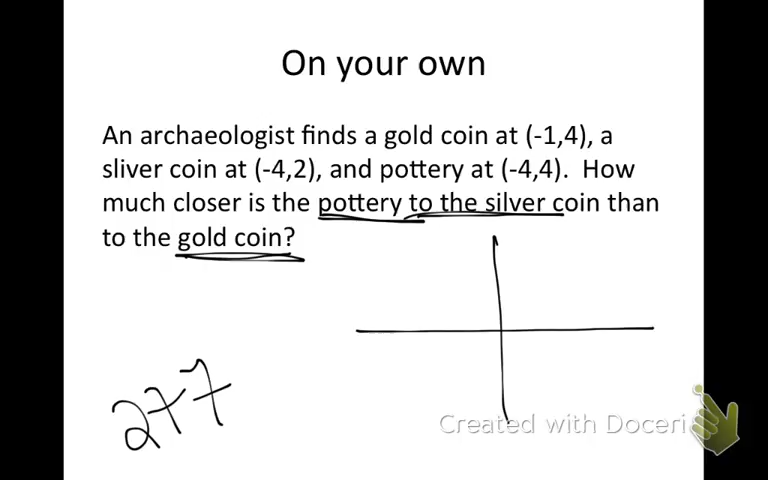 On your own
An archaeologist finds a gold coin at (-1,4), a
sliver coin at (-4,2), and pottery at (-4,4).  How
much closer is the pottery to the silver coin than
to the gold coin?
277
Created with Doceri